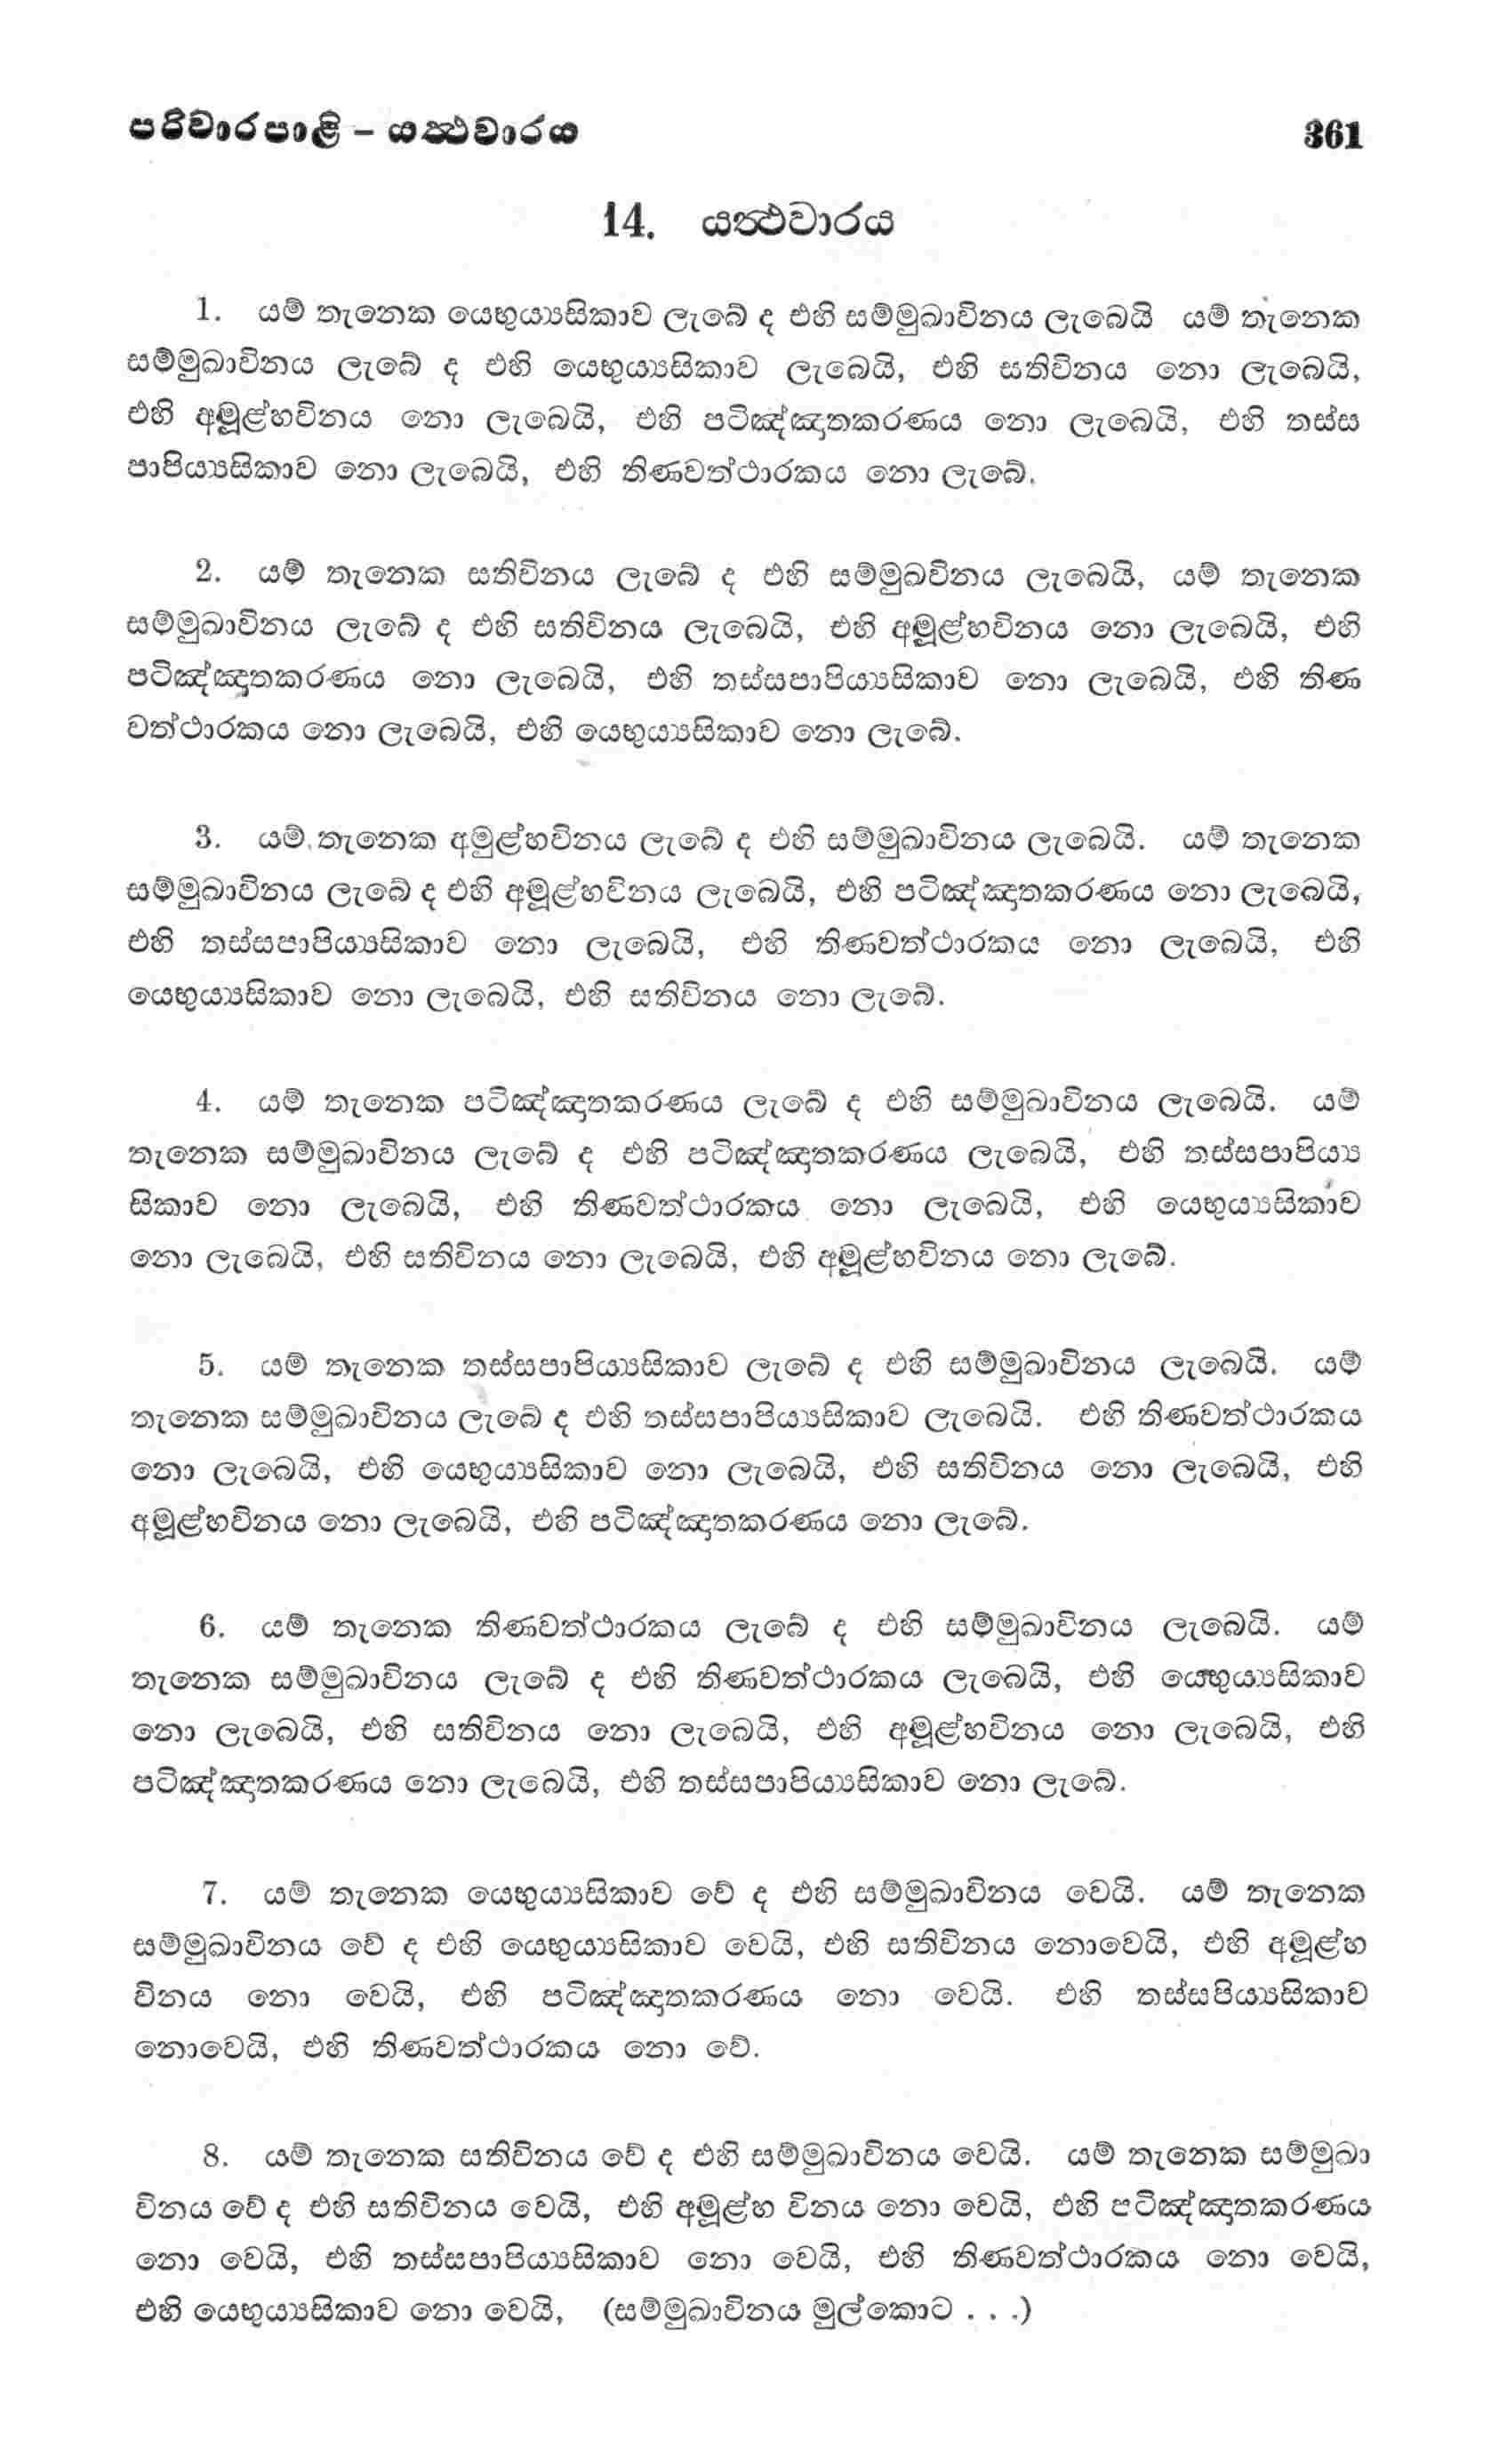 පරිවාරපාළි – යත්‍ථවාරය 361
14. යත්‍ථවාරය
1. යම් තැනෙක යෙභුය්‍යසිකාව ලැබේ ද එහි සම්මුඛාවිනය ලැබෙයි යම් තැනෙක
සම්මුඛාවිනය ලැබේ ද එහි යෙභුය්‍යසිකාව ලැබෙයි, එහි සතිවිනය නො ලැබෙයි,
එහි අමූළ්හවිනය නො ලැබෙයි, එහි පටිඤ්ඤාතකරණය නො ලැබෙයි, එහි තස්ස
පාපිය්‍යසිකාව නො ලැබෙයි, එහි තිණවත්ථාරකය නො ලැබේ.
2. යම් තැනෙක සතිවිනය ලැබේ ද එහි සම්මුඛවිනය ලැබෙයි, යම් තැනෙක
සම්මුඛාවිනය ලැබේ ද එහි සතිවිනය ලැබෙයි, එහි අමූළ්හවිනය නො ලැබෙයි, එහි
පටිඤ්ඤාතකරණය නො ලැබෙයි, එහි තස්සපාපිය්‍යසිකාව නො ලැබෙයි, එහි තිණ
වත්ථාරකය නො ලැබෙයි, එහි යෙභුය්‍යසිකාව නො ලැබේ.
3. යම් තැනෙක අමුළ්හවිනය ලැබේ ද එහි සම්මුඛාවිනය ලැබෙයි. යම් තැනෙක
සම්මුඛාවිනය ලැබේ ද එහි අමූළ්හවිනය ලැබෙයි, එහි පටිඤ්ඤාතකරණය නො ලැබෙයි,
එහි තස්සපාපිය්‍යසිකාව නො ලැබෙයි, එහි තිණවත්ථාරකය නො ලැබෙයි, එහි
යෙභුය්‍යසිකාව නො ලැබෙයි, එහි සතිවිනය නො ලැබේ.
4. යම් තැනෙක පටිඤ්ඤාතකරණය ලැබේ ද එහි සම්මුඛාවිනය ලැබෙයි. යම්
තැනෙක සම්මුඛාවිනය ලැබේ ද එහි පටිඤ්ඤාතකරණය ලැබෙයි, එහි තස්සපාපිය්‍ය
සිකාව නො ලැබෙයි, එහි තිණවත්ථාරකය නො ලැබෙයි, එහි යෙභුය්‍යසිකාව
නො ලැබෙයි, එහි සතිවිනය නො ලැබෙයි, එහි අමූළ්හවිනය නො ලැබේ.
5. යම් තැනෙක තස්සපාපිය්‍යසිකාව ලැබේ ද එහි සම්මුඛාවිනය ලැබෙයි. යම්
තැනෙක සම්මුඛාවිනය ලැබේ ද එහි තස්සපාපිය්‍යසිකාව ලැබෙයි. එහි තිණවත්ථාරකය
නො ලැබෙයි, එහි යෙභුය්‍යසිකාව නො ලැබෙයි, එහි සතිවිනය නො ලැබෙයි, එහි
අමූළ්හවිනය නො ලැබෙයි, එහි පටිඤ්ඤාතකරණය නො ලැබේ.
6. යම් තැනෙක තිණවත්ථාරකය ලැබේ ද එහි සම්මුඛාවිනය ලැබෙයි. යම්
තැනෙක සම්මුඛාවිනය ලැබේ ද එහි තිණවත්ථාරකය ලැබෙයි, එහි යෙභුය්‍යසිකාව
නො ලැබෙයි, එහි සතිවිනය නො ලැබෙයි, එහි අමූළ්හවිනය නො ලැබෙයි, එහි
පටිඤ්ඤාතකරණය නො ලැබෙයි, එහි තස්සපාපිය්‍යසිකාව නො ලැබේ.
7. යම් තැනෙක යෙභුය්‍යසිකාව වේ ද එහි සම්මුඛාවිනය වෙයි. යම් තැනෙක
සම්මුඛාවිනය වේ ද එහි යෙභුය්‍යසිකාව වෙයි, එහි සතිවිනය නොවෙයි, එහි අමූළ්හ
විනය නො වෙයි, එහි පටිඤ්ඤාතකරණය නො වෙයි. එහි තස්සපිය්‍යසිකාව
නොවෙයි, එහි තිණවත්ථාරකය නො වේ.
8. යම් තැනෙක සතිවිනය වේ ද එහි සම්මුඛාවිනය වෙයි. යම් තැනෙක සම්මුඛා
විනය වේ ද එහි සතිවිනය වෙයි, එහි අමූළ්හ විනය නො වෙයි, එහි පටිඤ්ඤාතකරණය
නො වෙයි, එහි තස්සපාපිය්‍යසිකාව නො වෙයි, එහි තිණවත්ථාරකය නො වෙයි,
එහි යෙභුය්‍යසිකාව නො වෙයි, (සම්මුඛාවිනය මුල්කොට . . .)